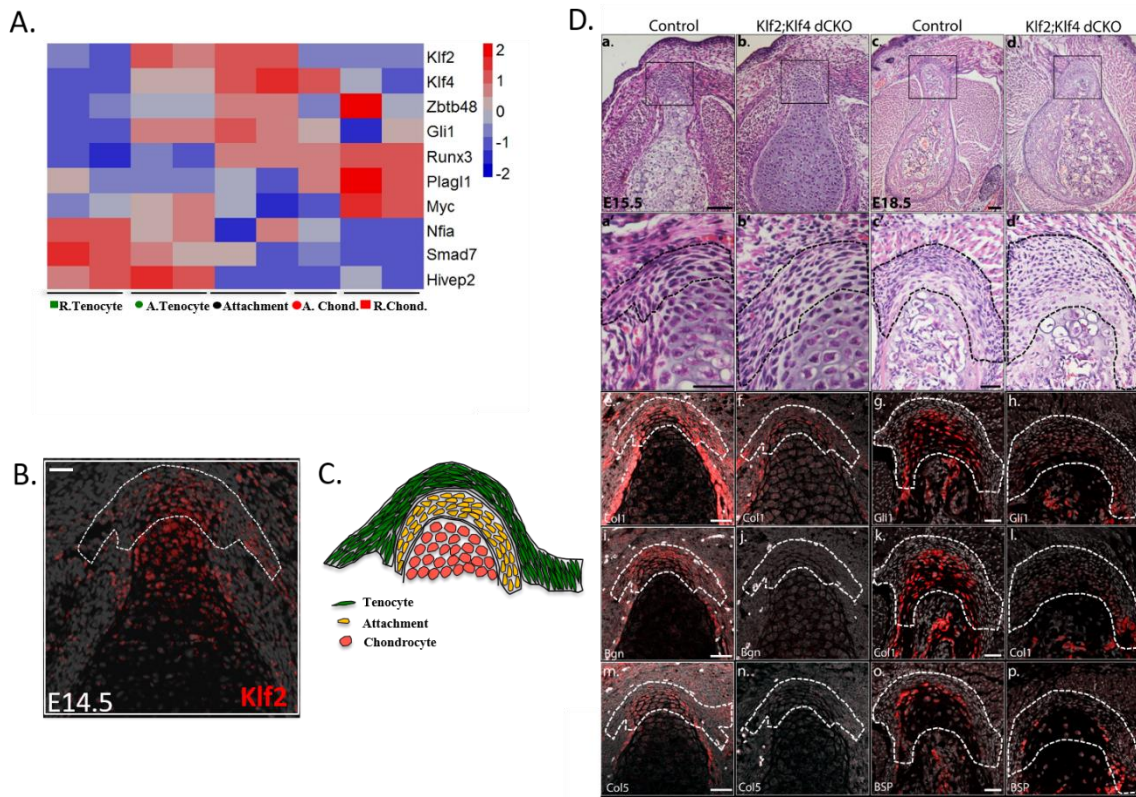 A.
Klf2
Klf4
Zbtb48
Gli1
Runx3
Plagl1
Myc
Nfia
Smad7
Hivep2
2
1
0
-1
-2
R.Tenocyte A.Tenocyte Attachment A. Chond. R.Chond.
B.
E14.5
Klf2
C.
Tenocyte
Attachment
Chondrocyte
D.
Control Klf2;Klf4 dCKO Control Klf2;Klf4 dCKO
a. b. c. d.
E15.5 E18.5
a' b' c' d'
e. f. g. h.
Col1 Col1 Gli1 Gli1
i. j. k. l.
Bgn Bgn Col1 Col1
m. n. o. p.
Col5 Col5 BSP BSP